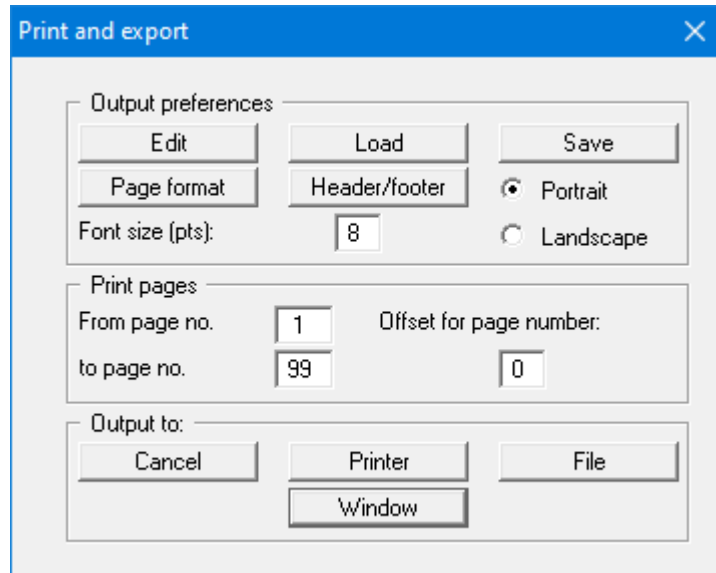 Print and export
Output preferences
Edit Load Save
Page format Header/footer Portrait
Font size (pts): 8 Landscape
Print pages
From page no. 1 Offset for page number:
to page no. 99 0
Output to:
Cancel Printer File
Window